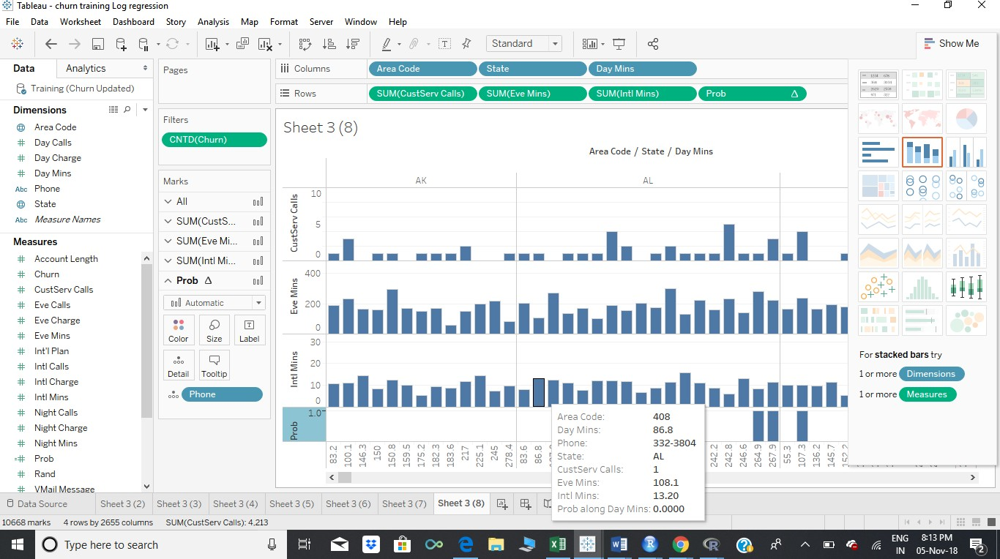 Tableau - churn training Log regression
File Data Worksheet Dashboard Story Analysis Map Format Server Window Help
Standard
Show Me
Data
Analytics
Training (Churn Updated)
Dimensions
Area Code
Day Calls
Day Charge
Day Mins
Abc Phone
State
Abc Measure Names
Measures
Account Length
Churn
CustServ Calls
Eve Calls
Eve Charge
Eve Mins
Int'l Plan
Intl Calls
Intl Charge
Intl Mins
Night Calls
Night Charge
Night Mins
Prob
Rand
VMail Message
Pages
Filters
CNTD(Churn)
Marks
All
SUM(CustS...
SUM(Eve Mi...
SUM(Intl Mi...
Prob Δ
Automatic
Color Size Label
Detail Tooltip
Phone
Columns Area Code State Day Mins
Rows SUM(CustServ Calls) SUM(Eve Mins) SUM(Intl Mins) Prob Δ
Sheet 3 (8)
Area Code / State / Day Mins
AK AL
CustServ Calls
10
5
0
Eve Mins
400
200
0
Intl Mins
30
20
10
0
Prob
1.0
83.2 100.1 146.3 150 150.8 159.5 175.2 182.3 183.6 217 225.1 245 278.4 83.6 86.8 242.2 242.8 246.6 264.9 267.9 55.3 107.3 136.2 145.7
Area Code: 408
Day Mins: 86.8
Phone: 332-3804
State: AL
CustServ Calls: 1
Eve Mins: 108.1
Intl Mins: 13.20
Prob along Day Mins: 0.0000
For stacked bars try
1 or more Dimensions
1 or more Measures
Data Source Sheet 3 (2) Sheet 3 (3) Sheet 3 (4) Sheet 3 (5) Sheet 3 (6) Sheet 3 (7) Sheet 3 (8)
10668 marks 4 rows by 2655 columns SUM(CustServ Calls): 4,213
Type here to search
ENG
IN
8:13 PM
05-Nov-18
2